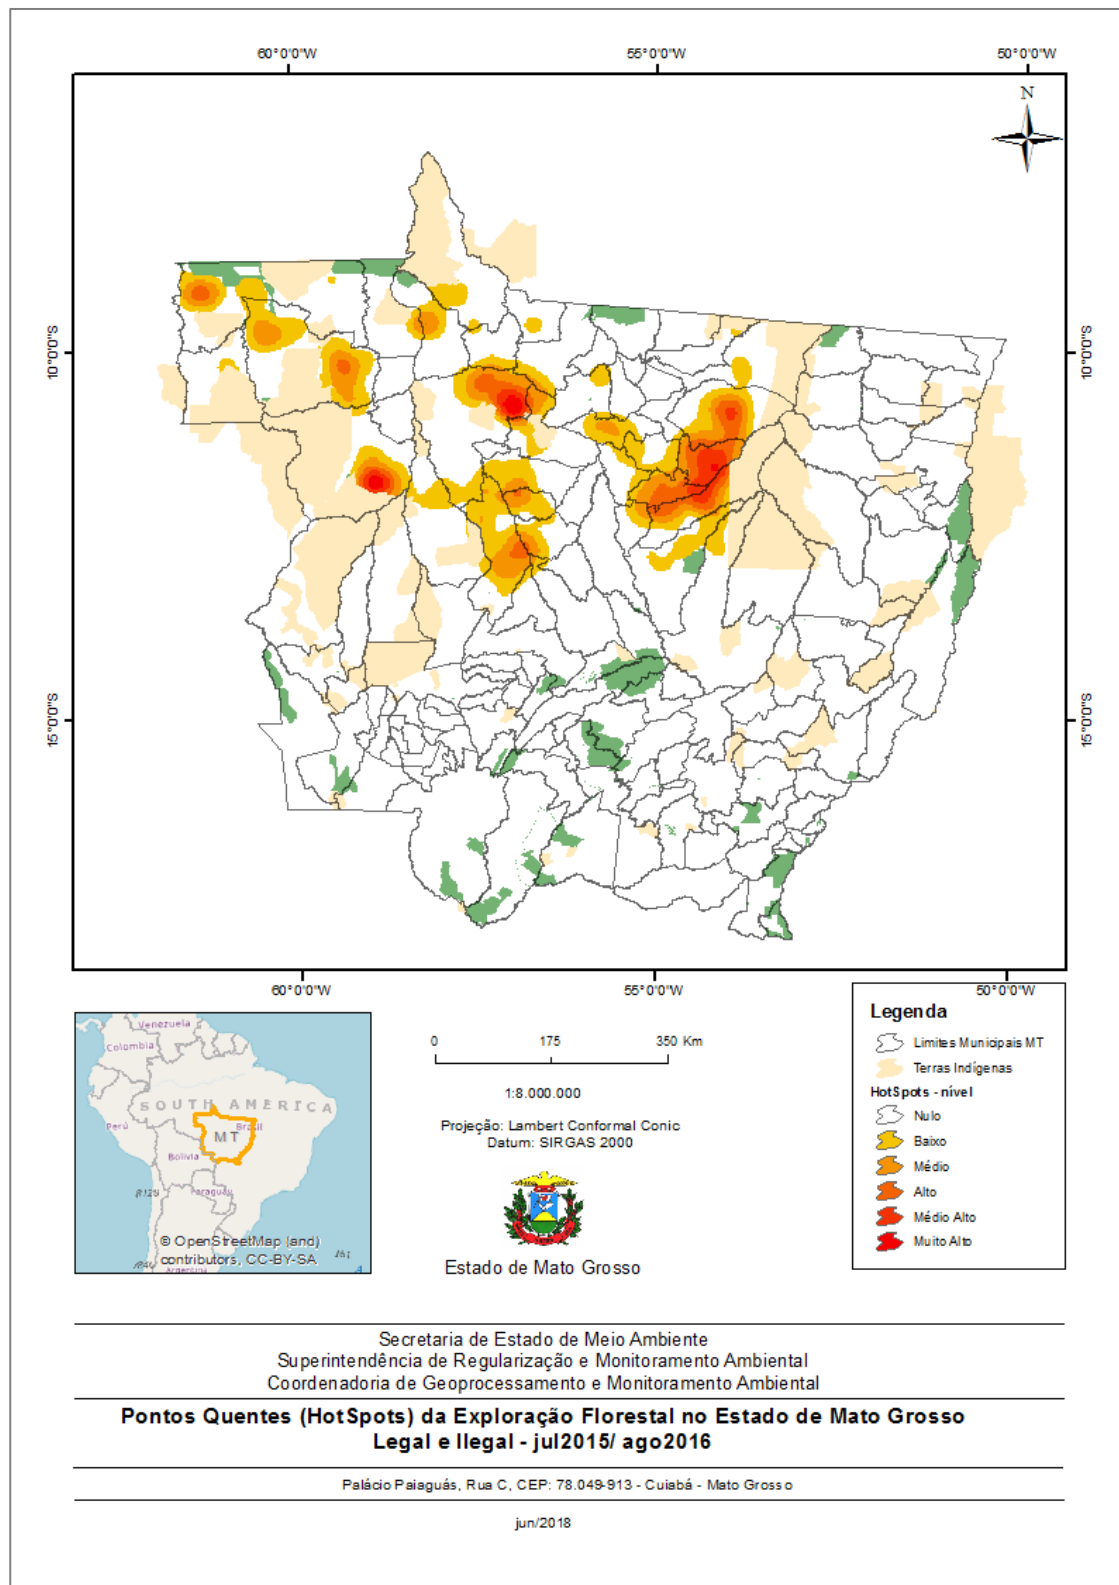 60°0'0"W 55°0'0"W 50°0'0"W
N
10°0'0"S 10°0'0"S
15°0'0"S 15°0'0"S
60°0'0"W 55°0'0"W 50°0'0"W
Venezuela
Colombia
SOUTH AMERICA
Perú
Brasil
MT
Bolivia
Paraguay
© OpenStreetMap (and)
contributors, CC-BY-SA
Argentina
0 175 350 Km
1:8.000.000
Projeção: Lambert Conformal Conic
Datum: SIRGAS 2000
Estado de Mato Grosso
Legenda
Limites Municipais MT
Terras Indígenas
HotSpots - nível
Nulo
Baixo
Médio
Alto
Médio Alto
Muito Alto
Secretaria de Estado de Meio Ambiente
Superintendência de Regularização e Monitoramento Ambiental
Coordenadoria de Geoprocessamento e Monitoramento Ambiental
Pontos Quentes (HotSpots) da Exploração Florestal no Estado de Mato Grosso
Legal e Ilegal - jul2015/ ago2016
Palácio Paiaguás, Rua C, CEP: 78.049-913 - Cuiabá - Mato Grosso
jun/2018